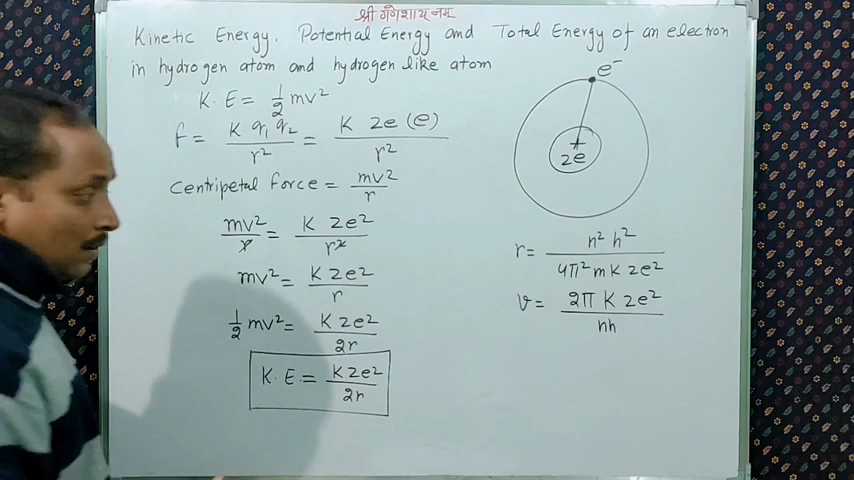 श्री गणेशाय नमः
Kinetic Energy, Potential Energy and Total Energy of an electron
in hydrogen atom and hydrogen like atom
K.E = 1/2 mv²
F = K q₁ q₂ / r² = K ze (e) / r²
Centripetal force = mv² / r
mv² / r = K ze² / r²
mv² = K ze² / r
1/2 mv² = K ze² / 2r
K.E. = K ze² / 2r
e⁻
+
ze
r = n² h² / 4π² m K ze²
v = 2π K ze² / nh